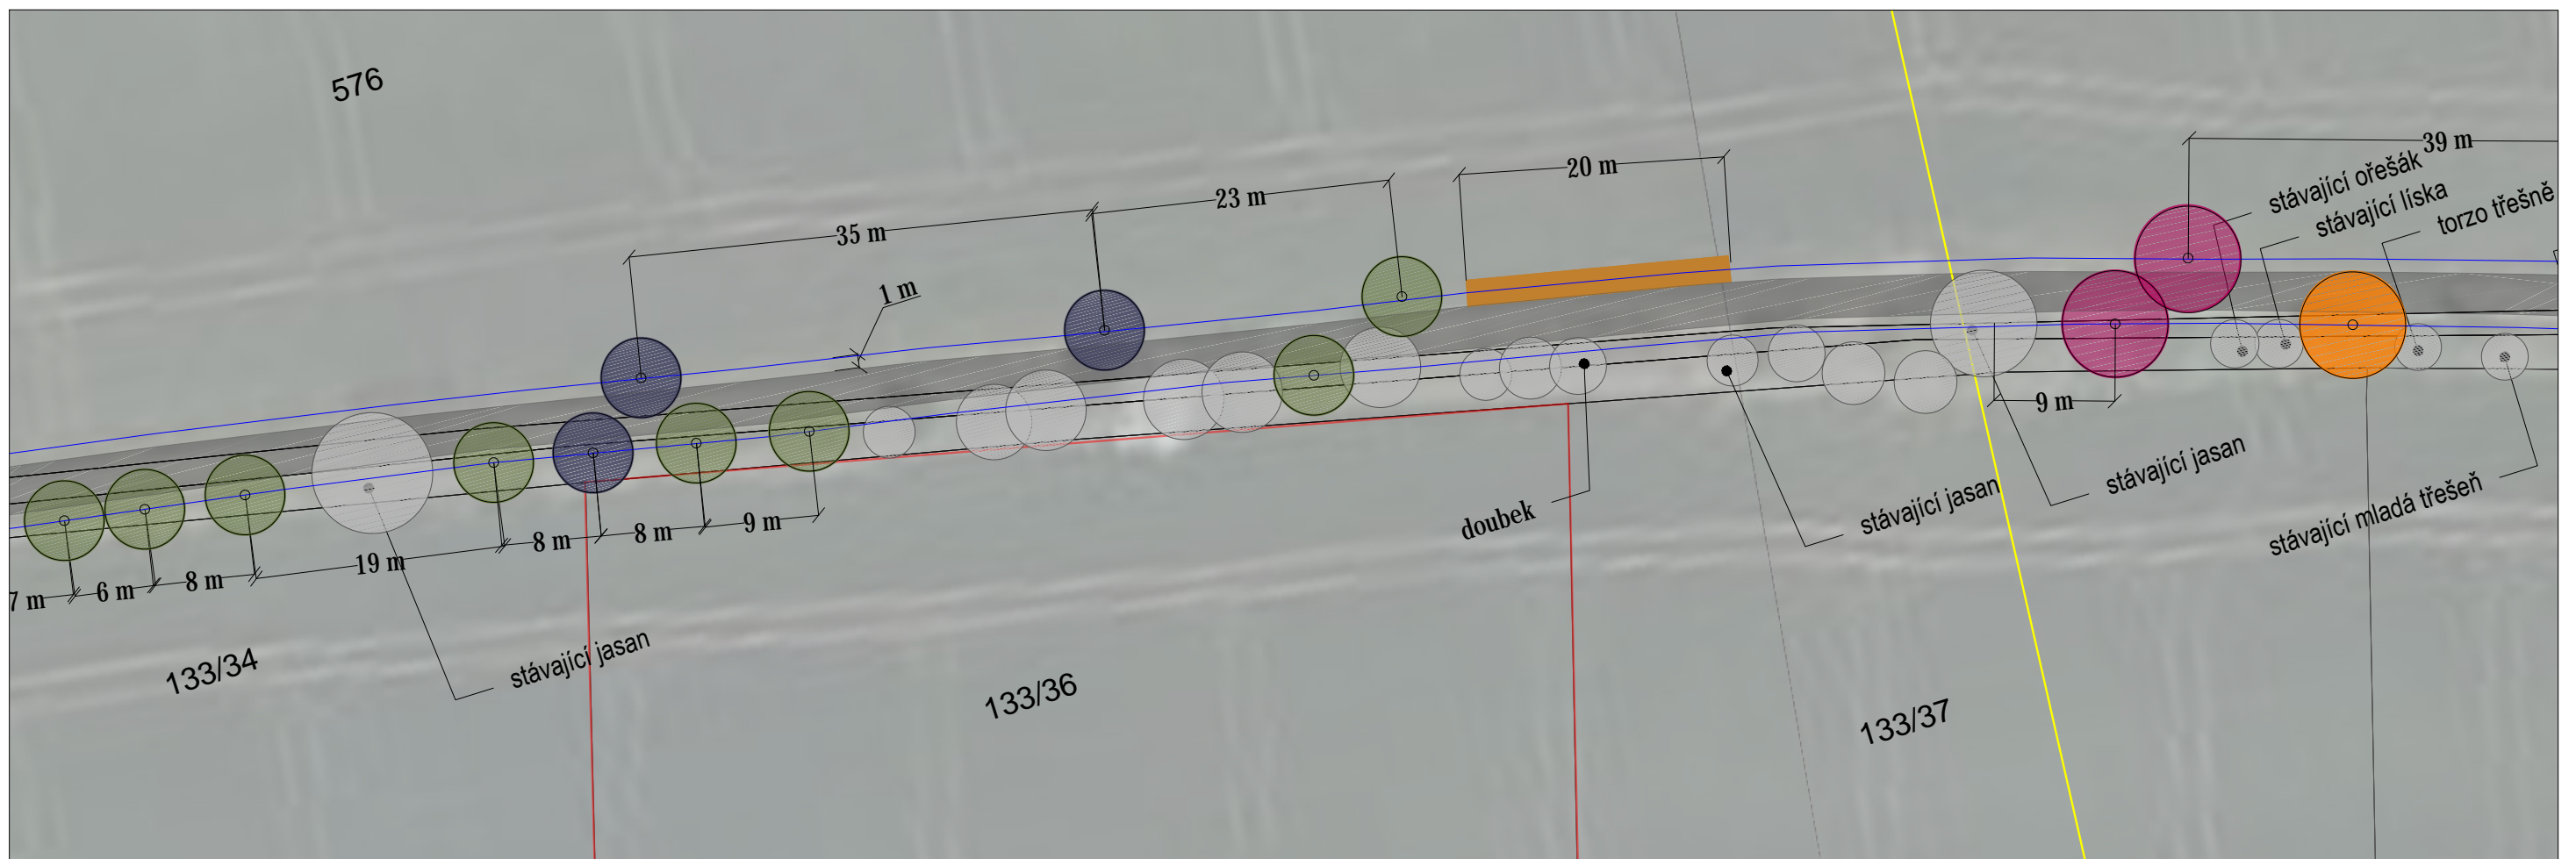 576
39 m
stávající ořešák
stávající líska
torzo třešně
20 m
23 m
35 m
1 m
9 m
stávající jasan
stávající jasan
stávající mladá třešeň
doubek
9 m
8 m
8 m
19 m
8 m
6 m
7 m
stávající jasan
133/34
133/36
133/37